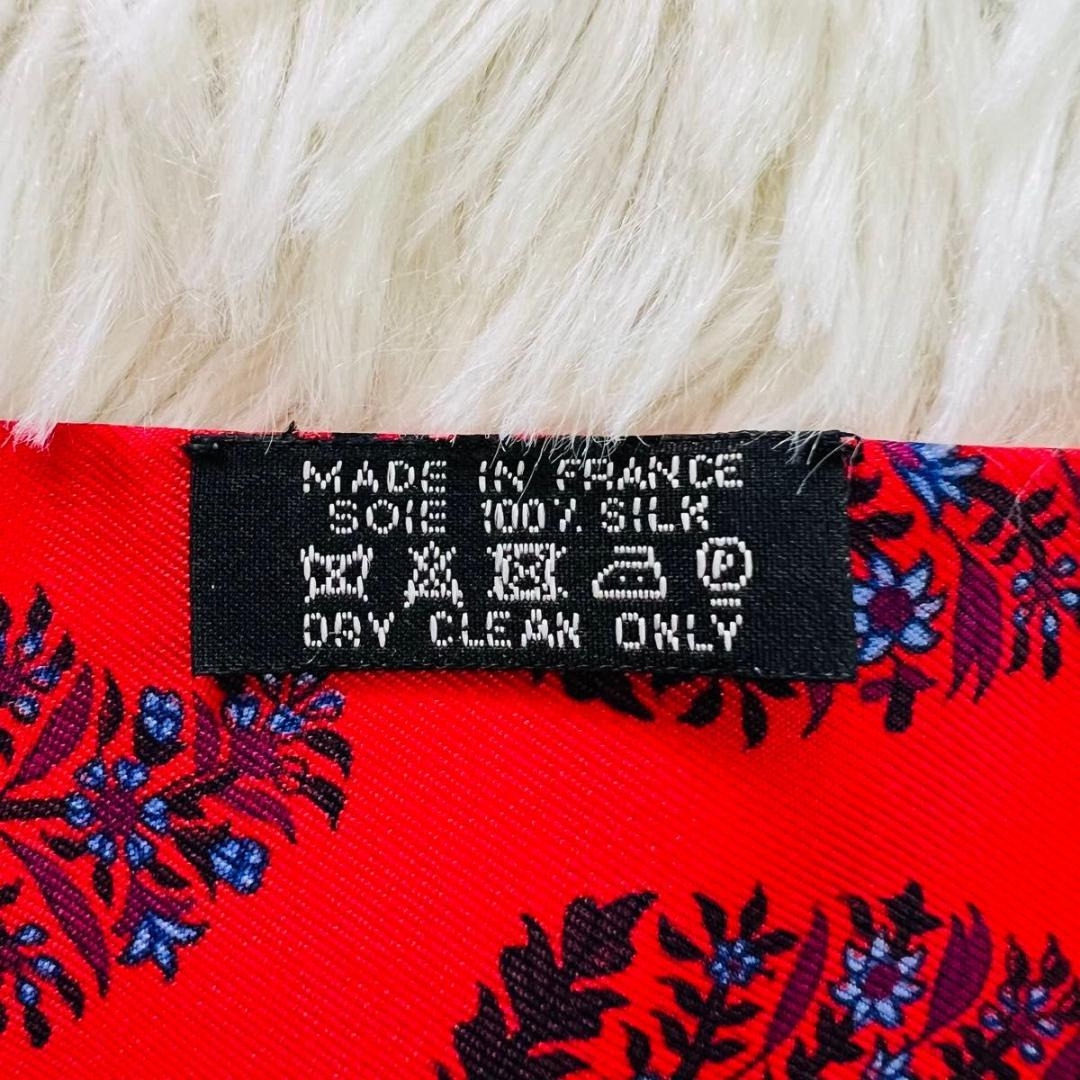 MADE IN FRANCE
SOIE 100% SILK
P
DRY CLEAN ONLY